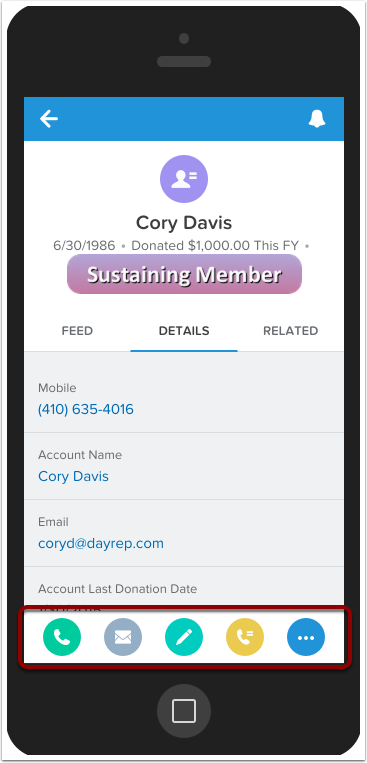 Cory Davis
6/30/1986 • Donated $1,000.00 This FY •
Sustaining Member
FEED DETAILS RELATED
Mobile
(410) 635-4016
Account Name
Cory Davis
Email
coryd@dayrep.com
Account Last Donation Date